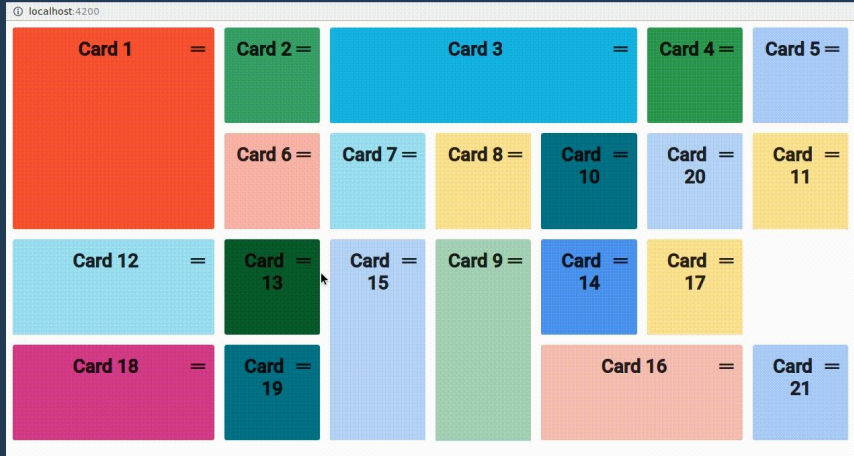 localhost:4200
Card 1
Card 2
Card 3
Card 4
Card 5
Card 6
Card 7
Card 8
Card
10
Card
20
Card
11
Card 12
Card
13
Card
15
Card 9
Card
14
Card
17
Card 18
Card
19
Card 16
Card
21